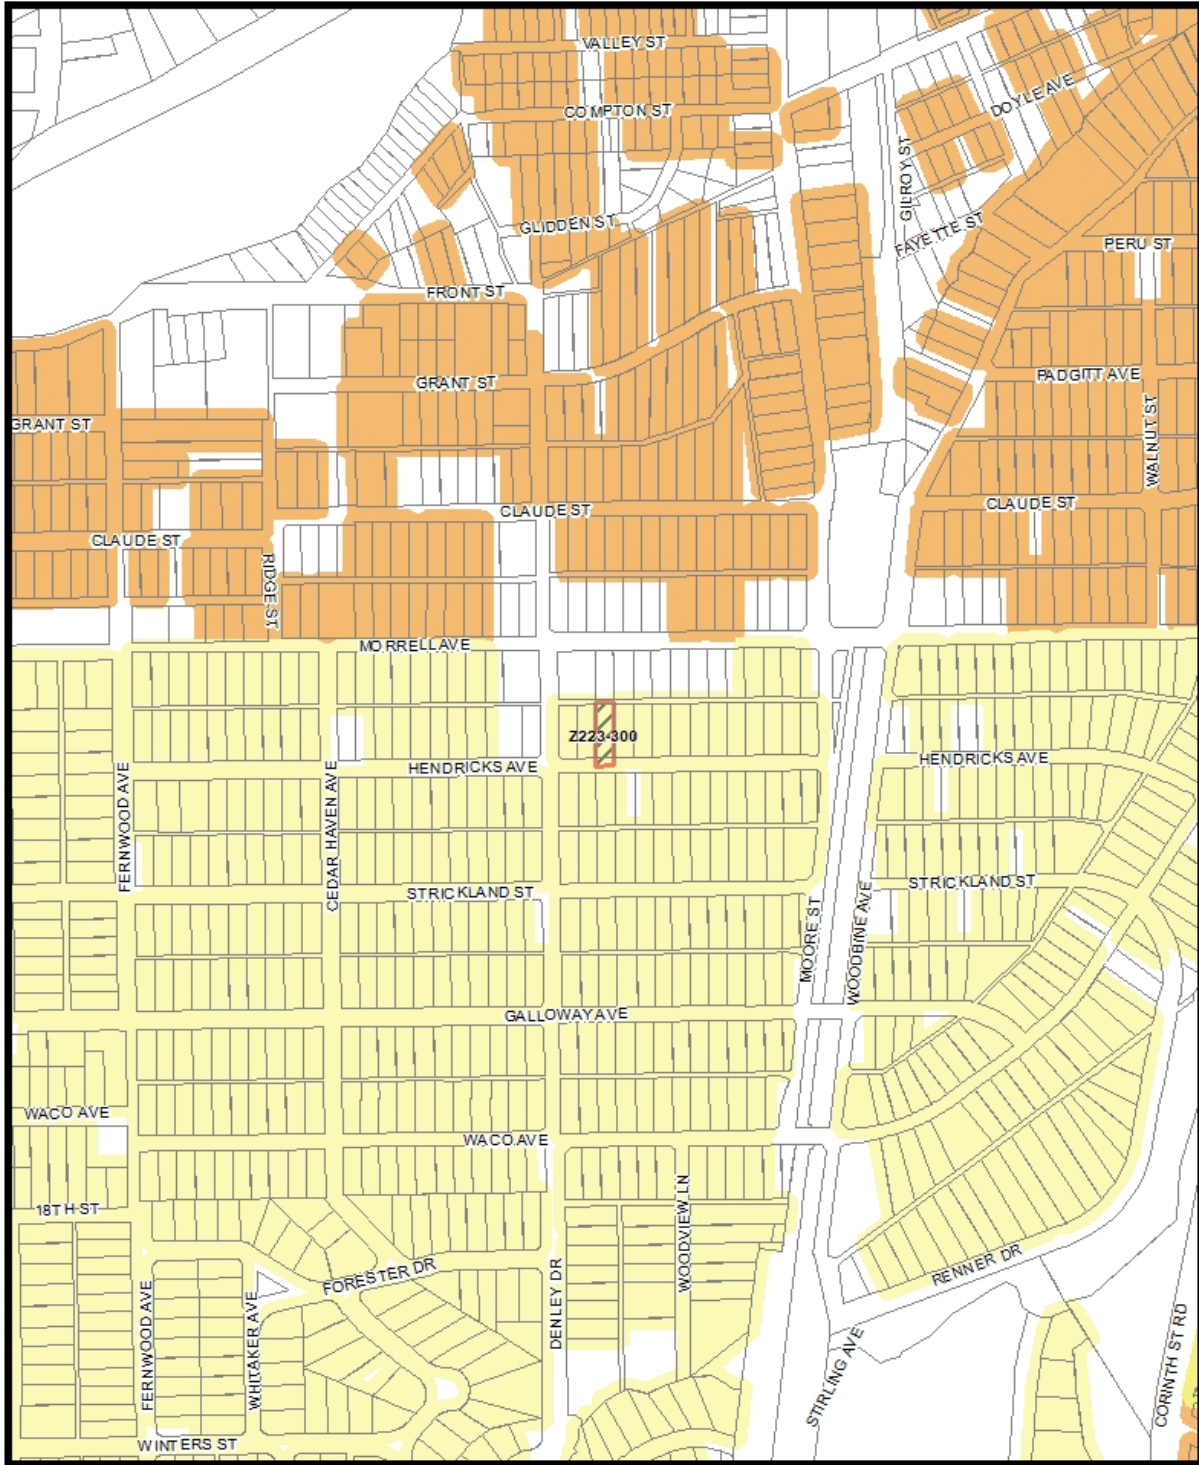 VALLEY ST
COMPTON ST
DOYLE AVE
GILROY ST
GLIDDEN ST
FAYETTE ST
PERU ST
FRONT ST
GRANT ST
PADGITT AVE
GRANT ST
WALNUT ST
CLAUDE ST
CLAUDE ST
CLAUDE ST
RIDGE ST
MORRELL AVE
Z223-300
HENDRICKS AVE
HENDRICKS AVE
FERNWOOD AVE
CEDAR HAVEN AVE
STRICKLAND ST
STRICKLAND ST
MOORE ST
WOODBINE AVE
GALLOWAY AVE
WACO AVE
WACO AVE
18TH ST
WOODVIEW LN
FORESTER DR
RENNER DR
DENLEY DR
FERNWOOD AVE
WHITAKER AVE
STIRLING AVE
CORINTH ST RD
WINTERS ST